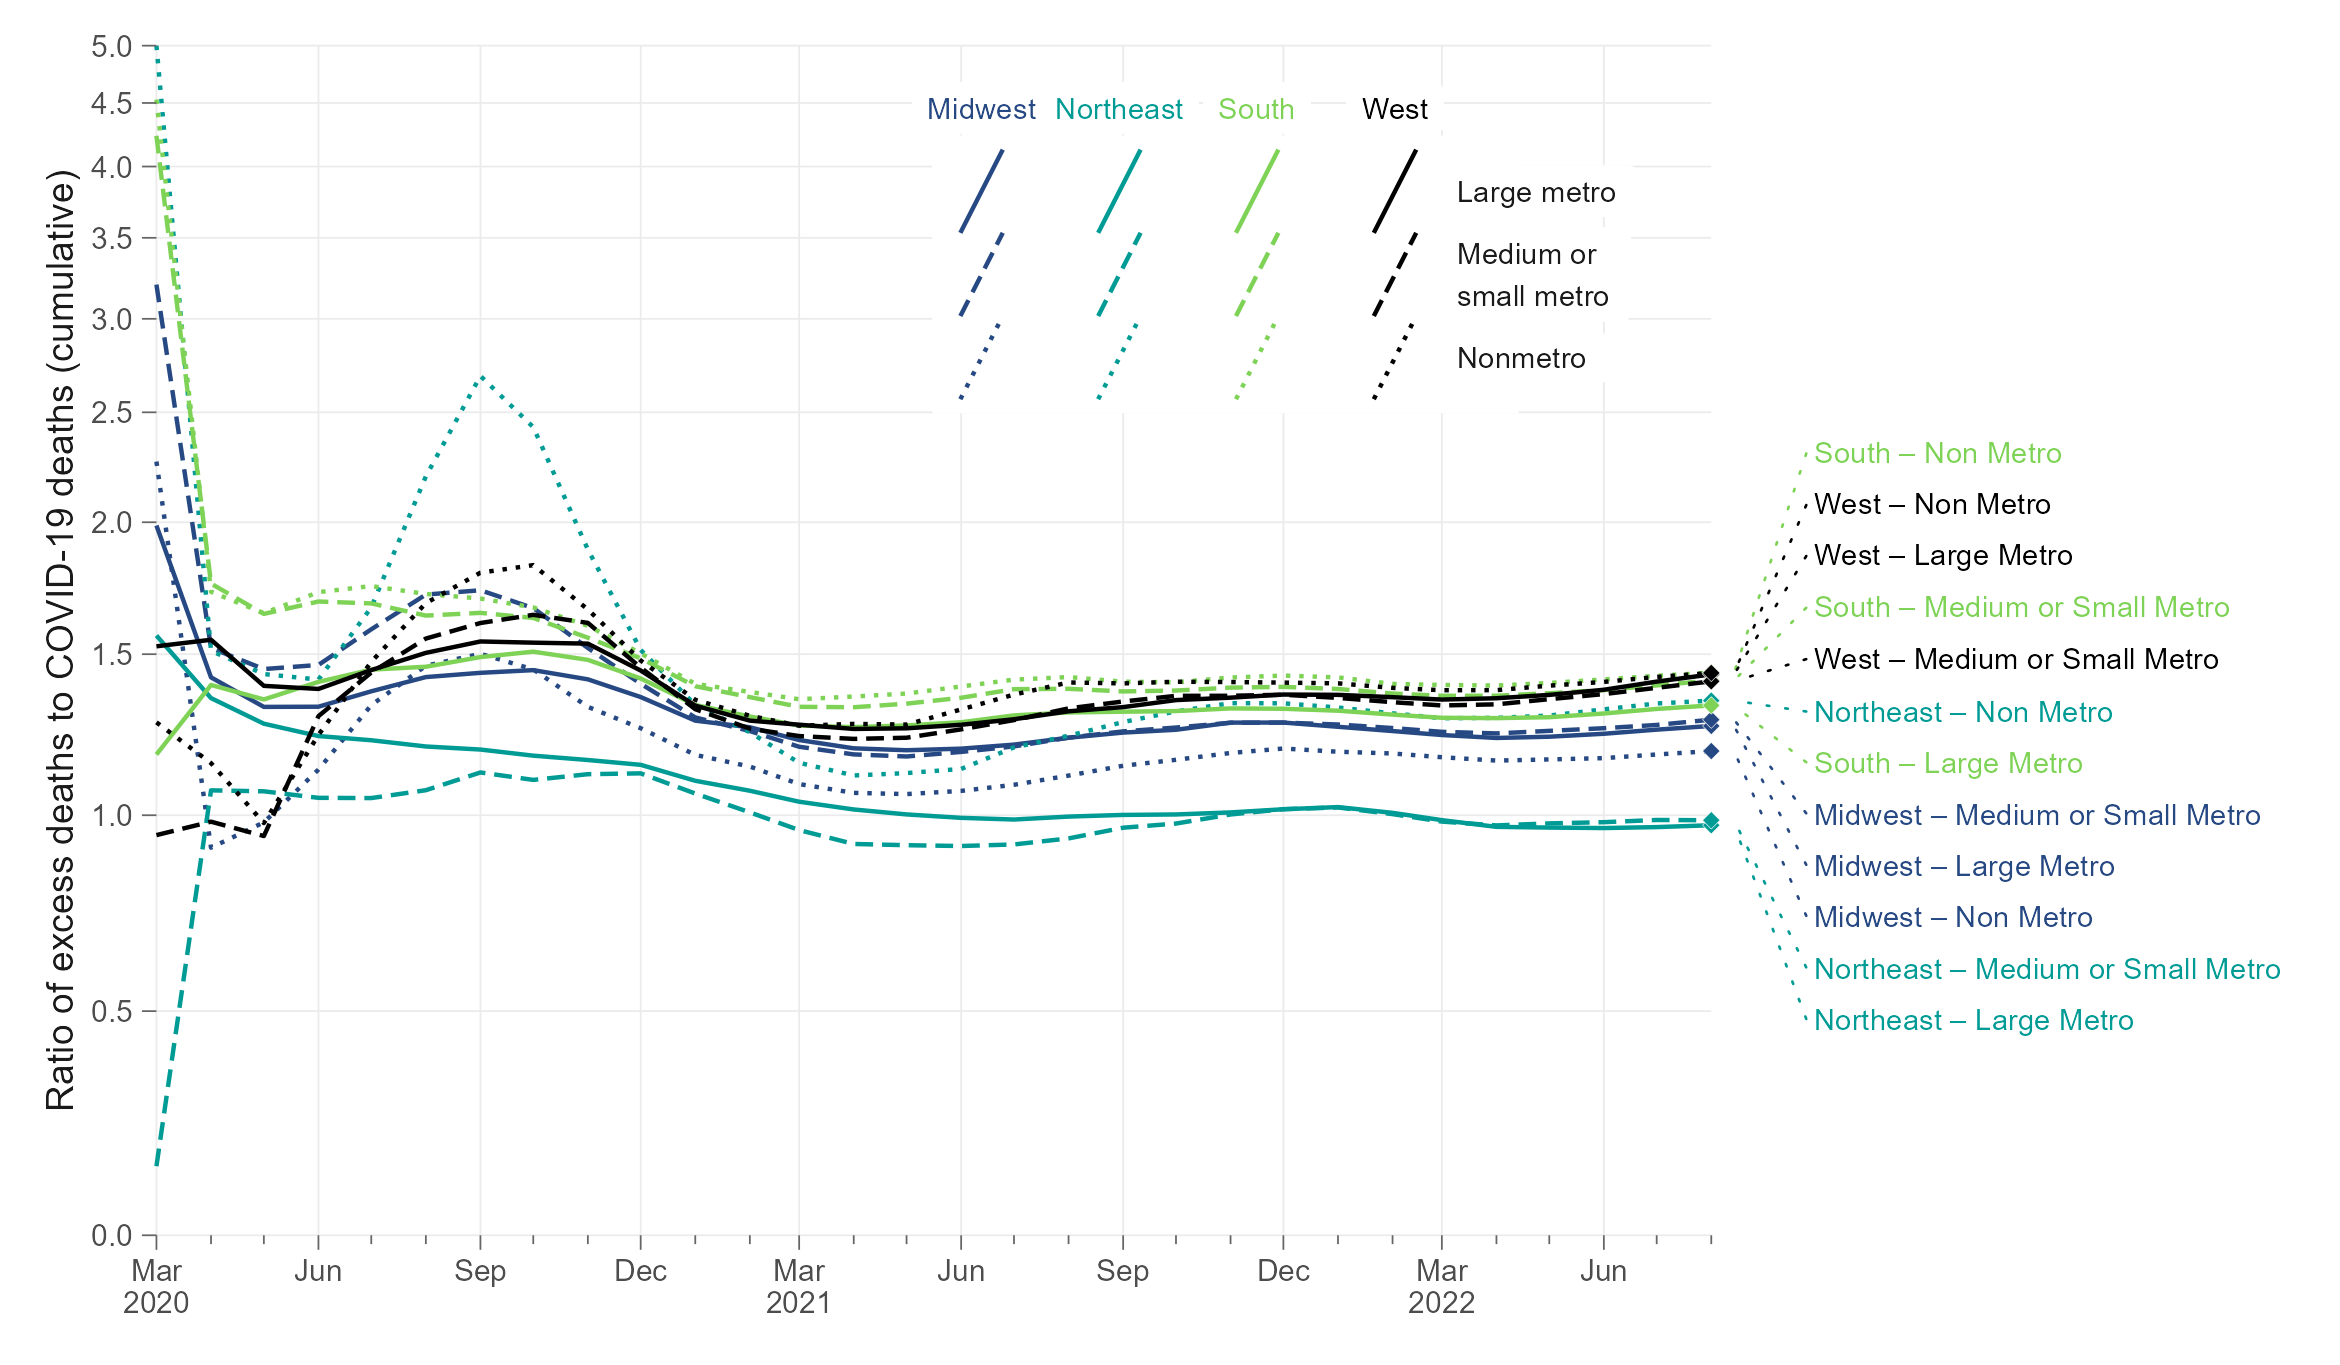 Ratio of excess deaths to COVID-19 deaths (cumulative)
5.0
4.5
4.0
3.5
3.0
2.5
2.0
1.5
1.0
0.5
0.0
Midwest Northeast South West
Large metro
Medium or
small metro
Nonmetro
South – Non Metro
West – Non Metro
West – Large Metro
South – Medium or Small Metro
West – Medium or Small Metro
Northeast – Non Metro
South – Large Metro
Midwest – Medium or Small Metro
Midwest – Large Metro
Midwest – Non Metro
Northeast – Medium or Small Metro
Northeast – Large Metro
Mar Jun Sep Dec Mar Jun Sep Dec Mar Jun
2020 2021 2022